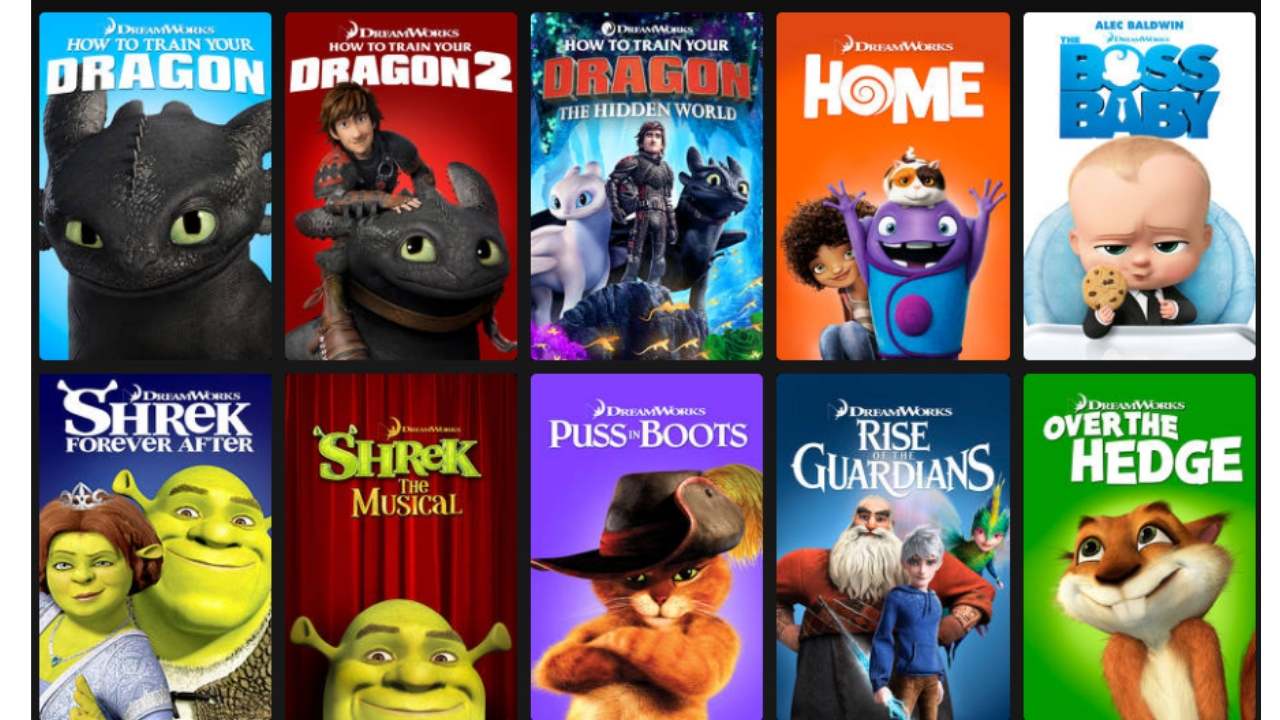 DREAMWORKS
HOW TO TRAIN YOUR
DRAGON
DREAMWORKS
HOW TO TRAIN YOUR
DRAGON 2
DREAMWORKS
HOW TO TRAIN YOUR
DRAGON
THE HIDDEN WORLD
DREAMWORKS
HOME
ALEC BALDWIN
DREAMWORKS
THE
BOSS
BABY
DREAMWORKS
SHREK
FOREVER AFTER
DREAMWORKS
SHREK
THE
MUSICAL
DREAMWORKS
PUSS IN BOOTS
DREAMWORKS
RISE
OF THE
GUARDIANS
DREAMWORKS
OVER THE
HEDGE